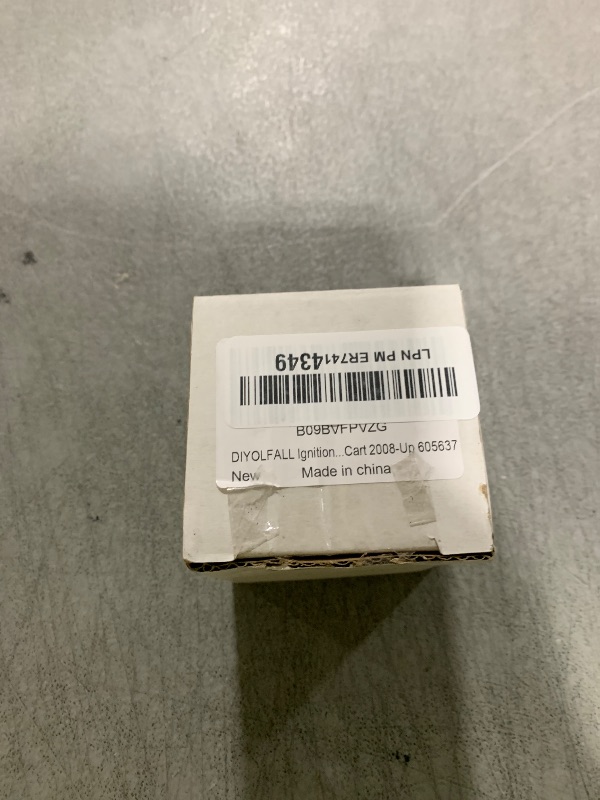 LPN PM ER7414349
B09BVFPVZG
DIYOLFALL Ignition...Cart 2008-Up 605637
New Made in china